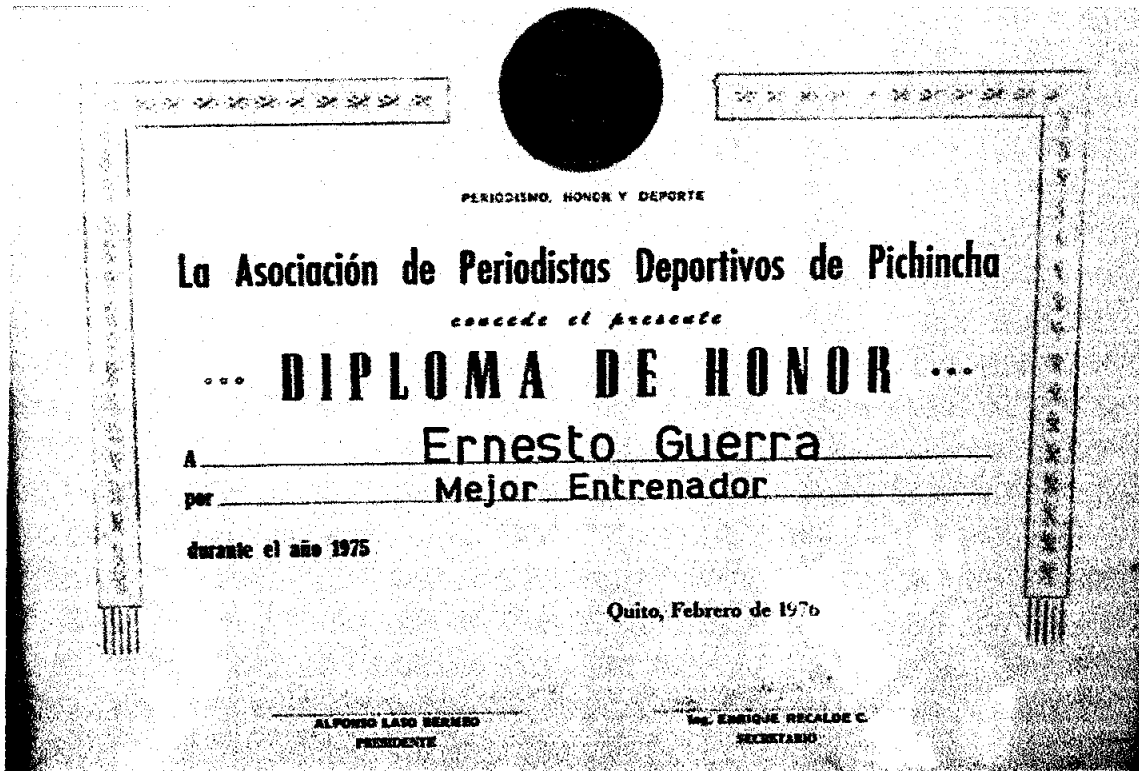 PERIODISMO, HONOR Y DEPORTE
La Asociación de Periodistas Deportivos de Pichincha
concede el presente
... DIPLOMA DE HONOR ...
A Ernesto Guerra
por Mejor Entrenador
durante el año 1975
Quito, Febrero de 1976
ALFONSO LASO BERMEO
PRESIDENTE
Ing. ENRIQUE RECALDE C.
SECRETARIO